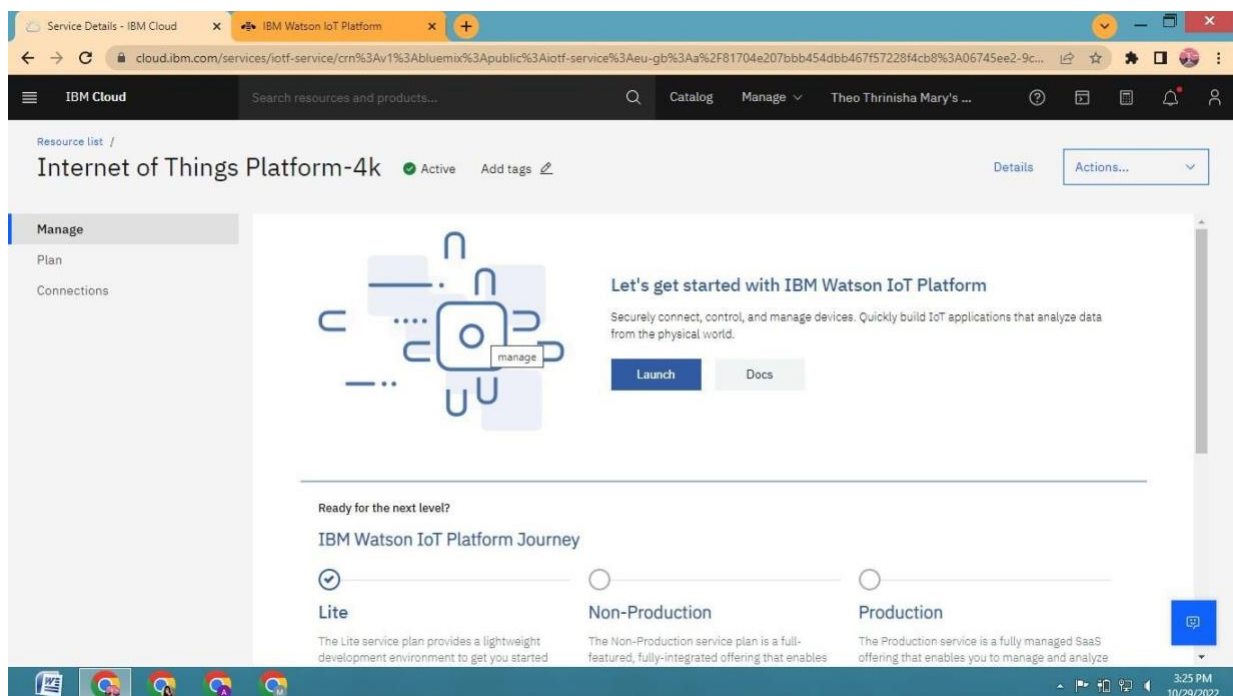 Service Details - IBM Cloud
IBM Watson IoT Platform
cloud.ibm.com/services/iotf-service/crn%3Av1%3Abluemix%3Apublic%3Aiotf-service%3Aeu-gb%3Aa%2F81704e207bbb454dbb467f57228f4cb8%3A06745ee2-9c...
IBM Cloud
Search resources and products...
Catalog
Manage
Theo Thrinisha Mary's ...
Resource list /
Internet of Things Platform-4k
Active
Add tags
Details
Actions...
Manage
Plan
Connections
manage
Let's get started with IBM Watson IoT Platform
Securely connect, control, and manage devices. Quickly build IoT applications that analyze data
from the physical world.
Launch
Docs
Ready for the next level?
IBM Watson IoT Platform Journey
Lite
The Lite service plan provides a lightweight
development environment to get you started
Non-Production
The Non-Production service plan is a full-
featured, fully-integrated offering that enables
Production
The Production service is a fully managed SaaS
offering that enables you to manage and analyze
3:25 PM
10/29/2022